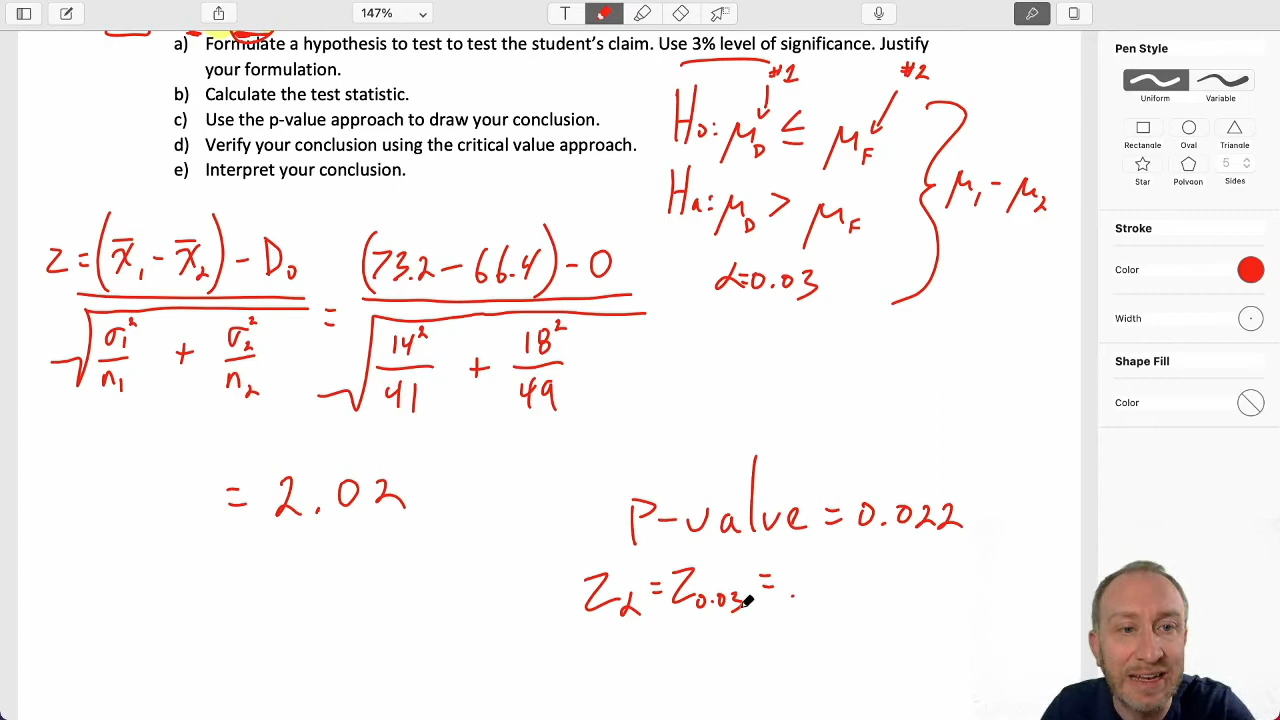 147%
T
a) Formulate a hypothesis to test to test the student's claim. Use 3% level of significance. Justify
your formulation.
b) Calculate the test statistic.
c) Use the p-value approach to draw your conclusion.
d) Verify your conclusion using the critical value approach.
e) Interpret your conclusion.
#1 #2
H0: μD ≤ μF
Ha: μD > μF
α=0.03
μ1 - μ2
z = (x̄1 - x̄2) - D0 / √(σ1²/n1 + σ2²/n2) = (73.2 - 66.4) - 0 / √(14²/41 + 18²/49)
= 2.02
P-value = 0.022
Zα = Z0.03 = .
Pen Style
Uniform Variable
Rectangle Oval Triangle
5
Star Polygon Sides
Stroke
Color
Width
Shape Fill
Color